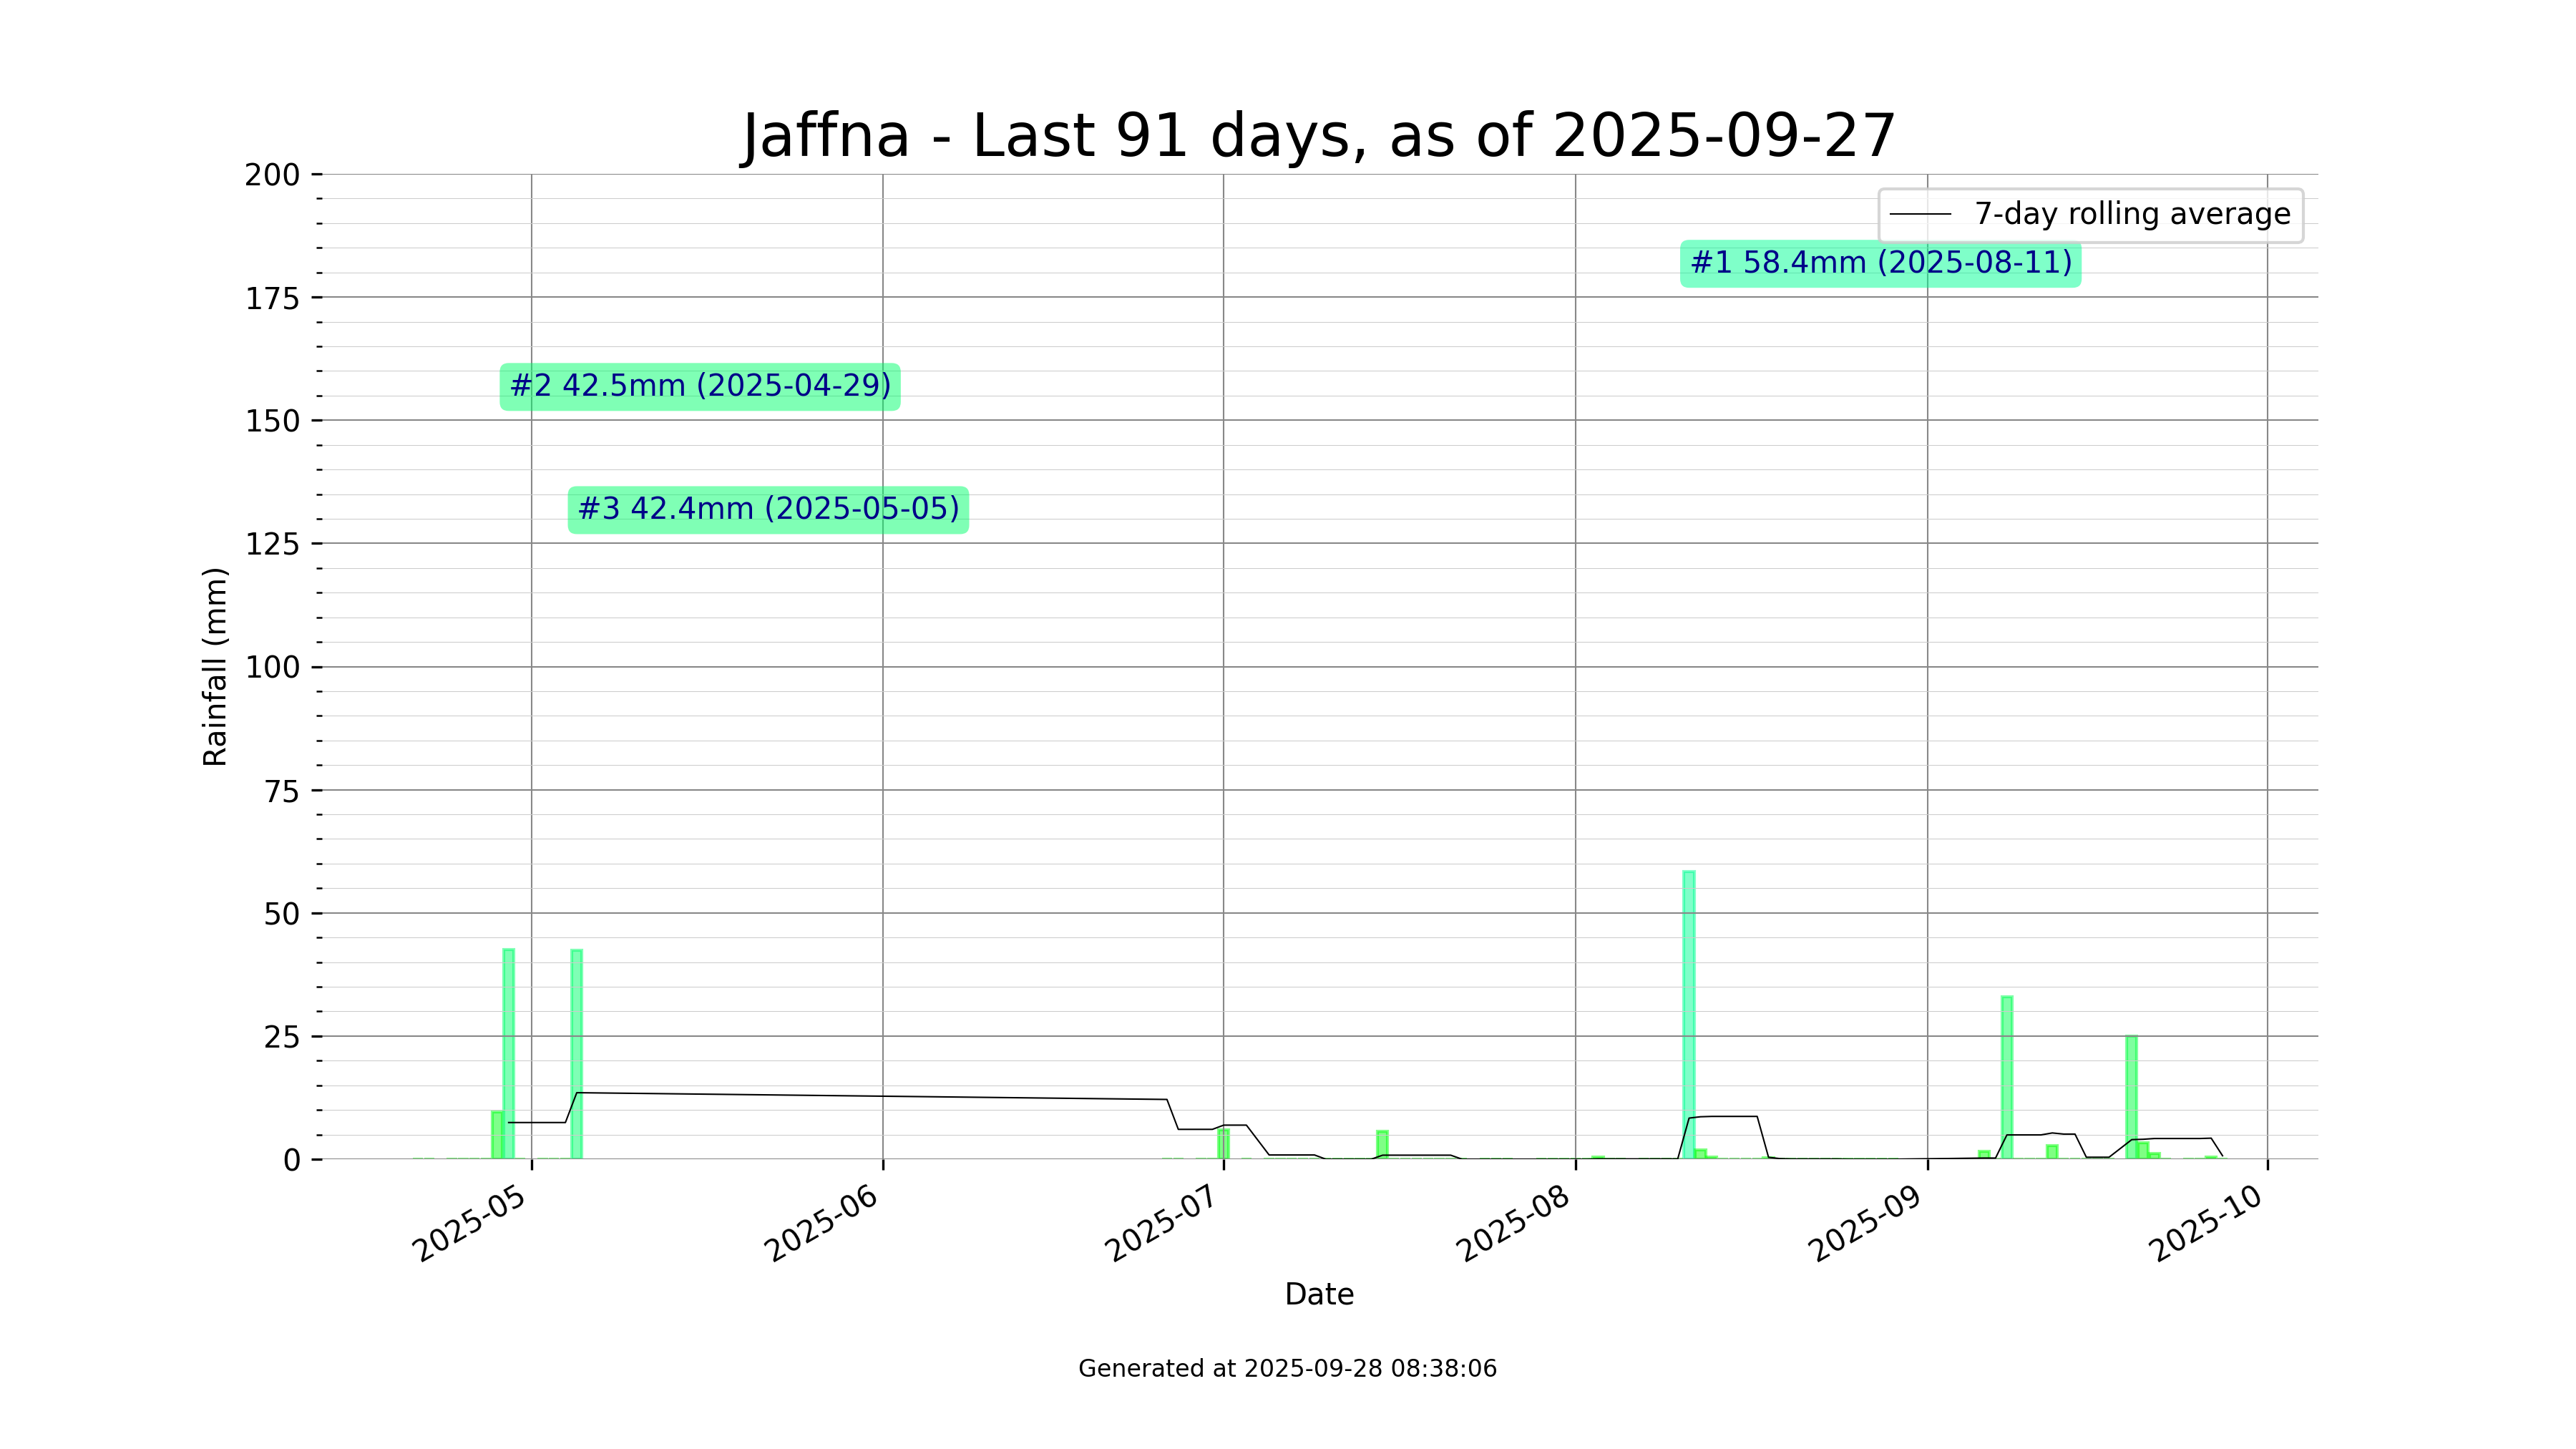 Jaffna - Last 91 days, as of 2025-09-27
200
175
150
125
100
75
50
25
0
Rainfall (mm)
7-day rolling average
#1 58.4mm (2025-08-11)
#2 42.5mm (2025-04-29)
#3 42.4mm (2025-05-05)
2025-05
2025-06
2025-07
2025-08
2025-09
2025-10
Date
Generated at 2025-09-28 08:38:06